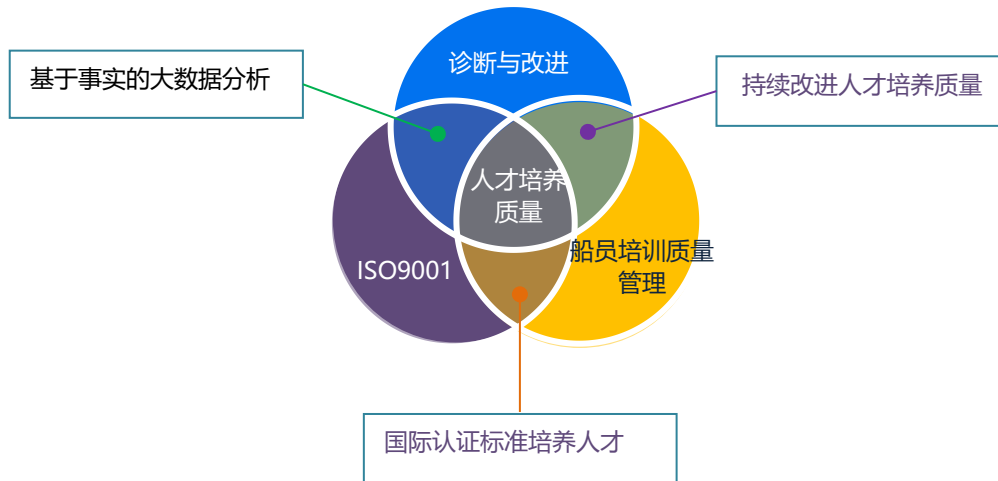 诊断与改进
基于事实的大数据分析
持续改进人才培养质量
人才培养
质量
ISO9001
船员培训质量
管理
国际认证标准培养人才